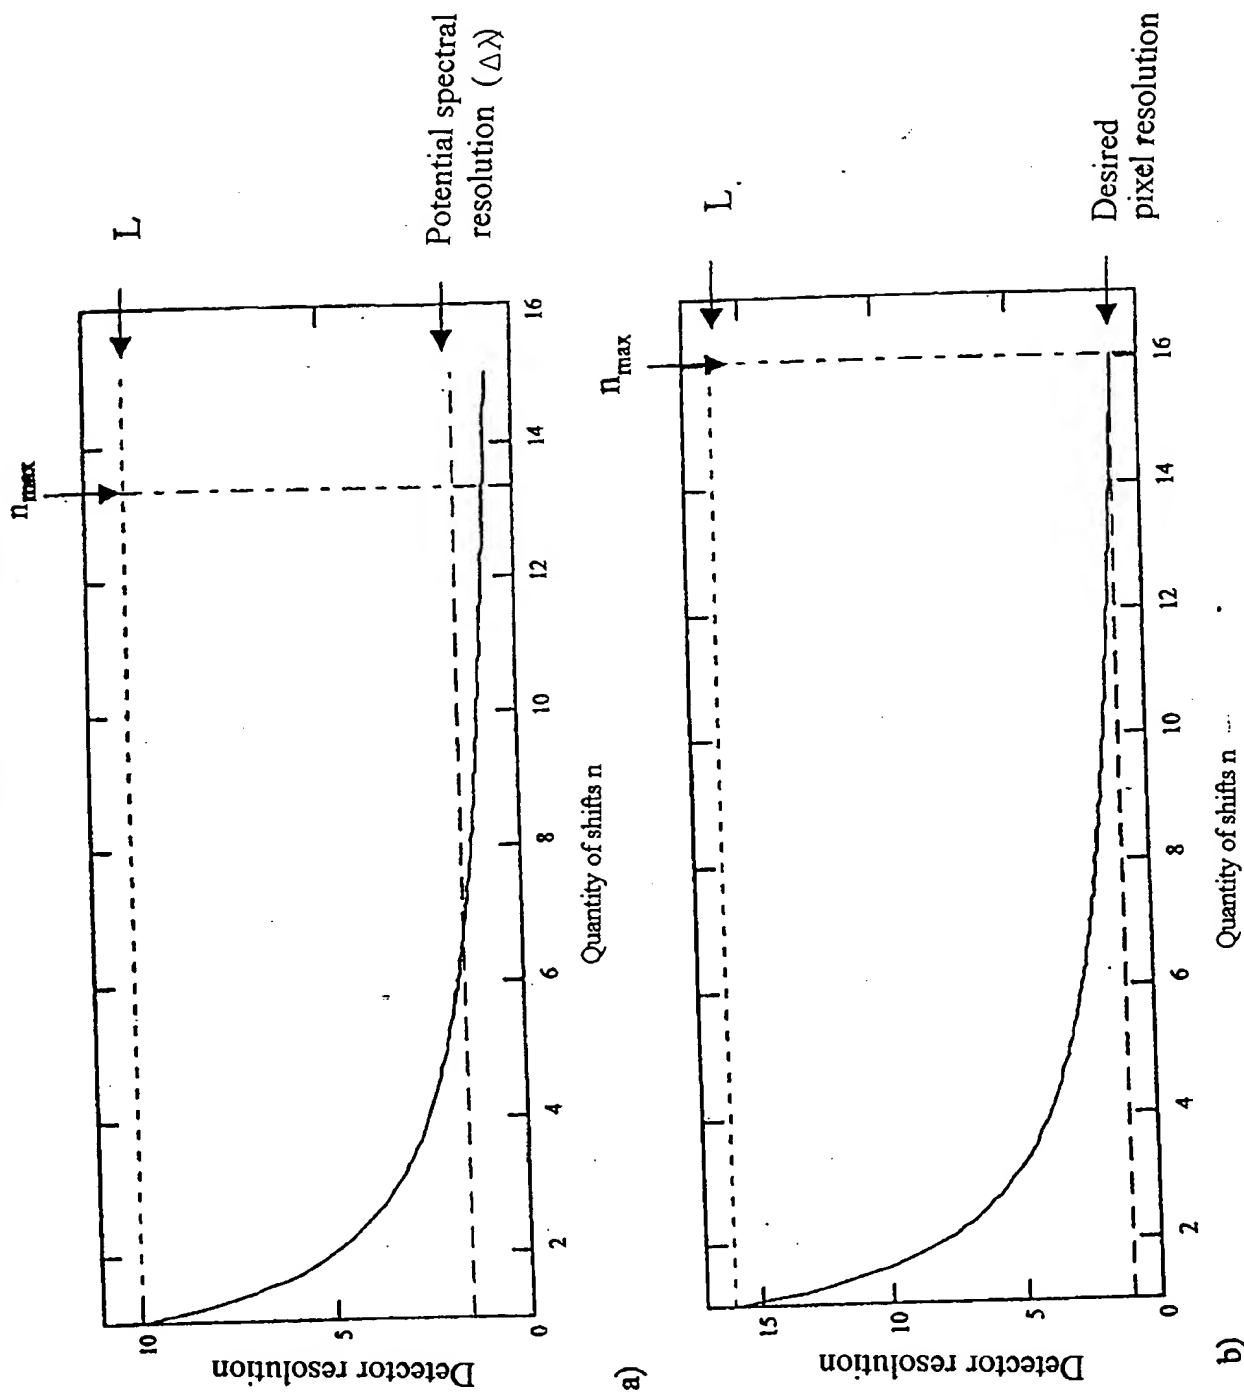 n_max
L
10
5
0
Detector resolution
Potential spectral
resolution (Δλ)
2
4
6
8
10
12
14
16
Quantity of shifts n
a)
n_max
L
15
10
5
0
Detector resolution
Desired
pixel resolution
2
4
6
8
10
12
14
16
Quantity of shifts n
b)